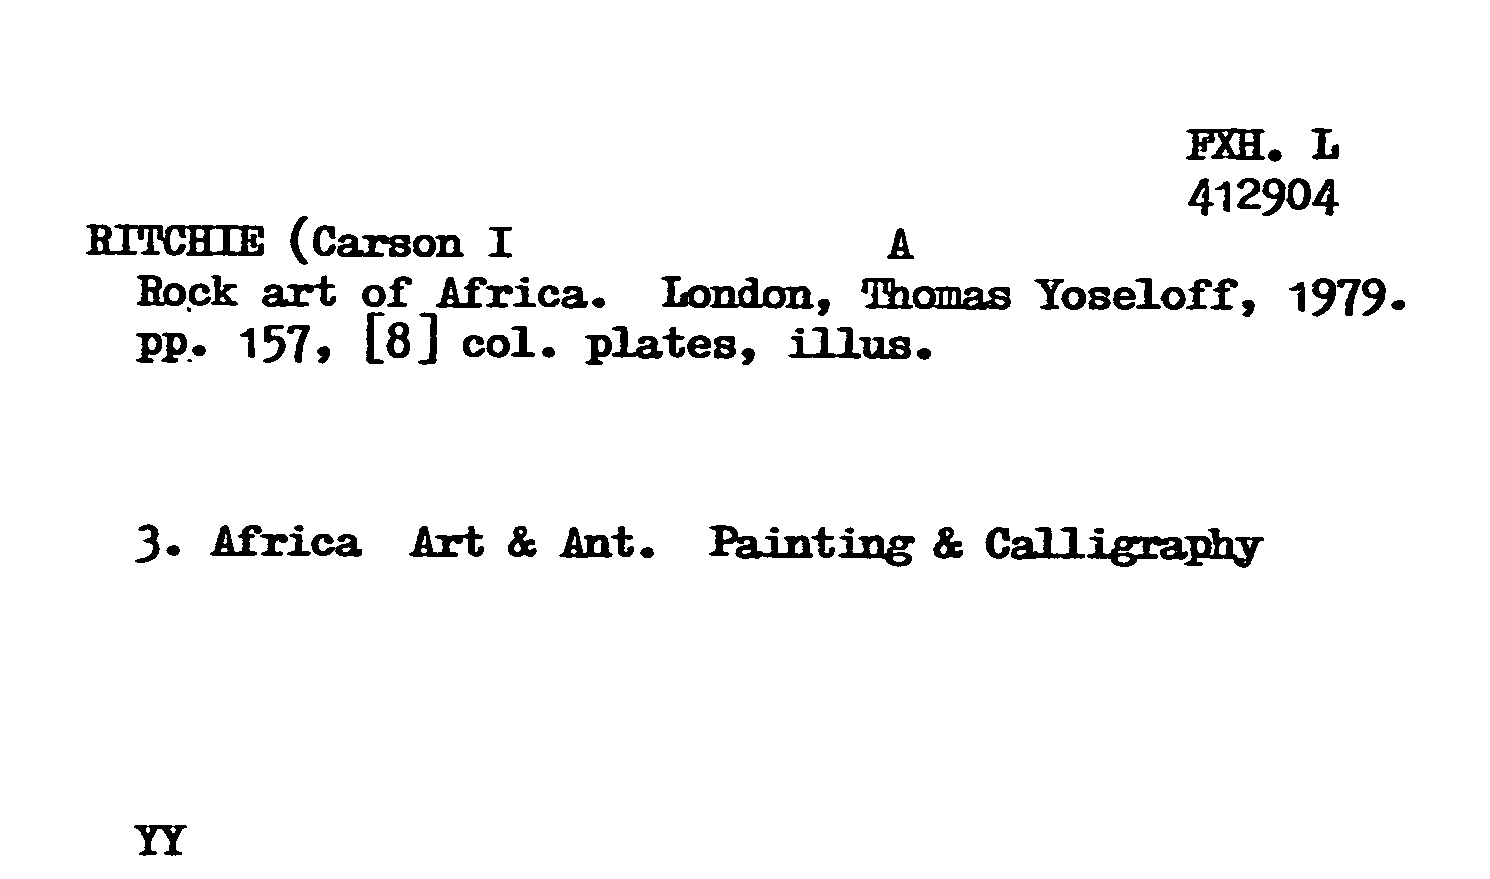 FXH. L
412904
RITCHIE (Carson I A
Rock art of Africa. London, Thomas Yoseloff, 1979.
pp. 157, [8] col. plates, illus.
3. Africa Art & Ant. Painting & Calligraphy
YY